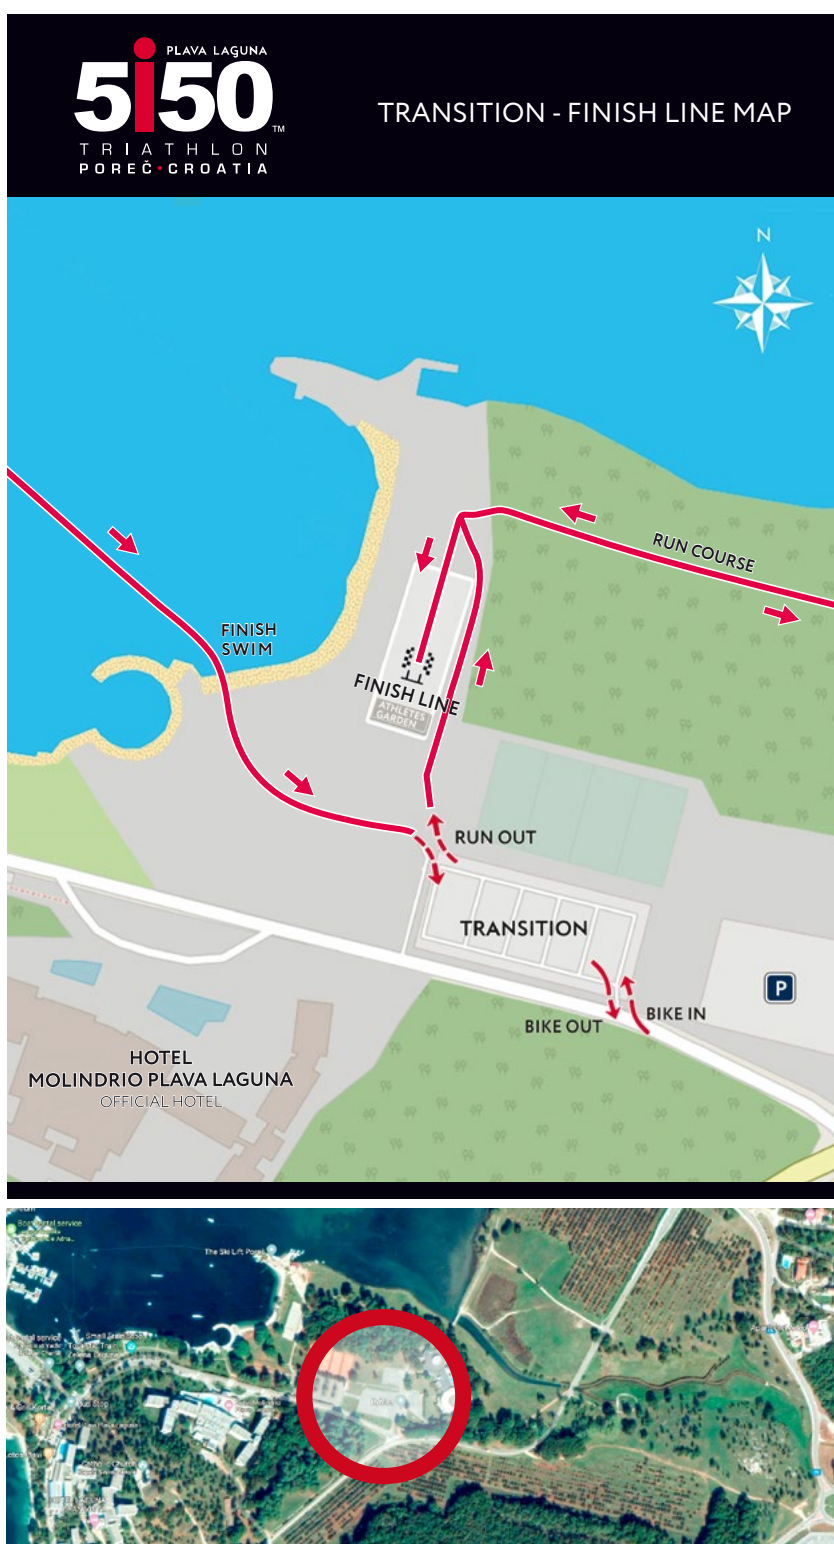 PLAVA LAGUNA
5i50
TM
TRIATHLON
POREČ•CROATIA
TRANSITION - FINISH LINE MAP
N
RUN COURSE
FINISH
SWIM
FINISH LINE
ATHLETES
GARDEN
RUN OUT
TRANSITION
P
BIKE IN
BIKE OUT
HOTEL
MOLINDRIO PLAVA LAGUNA
OFFICIAL HOTEL
The Ski Lift Poreč